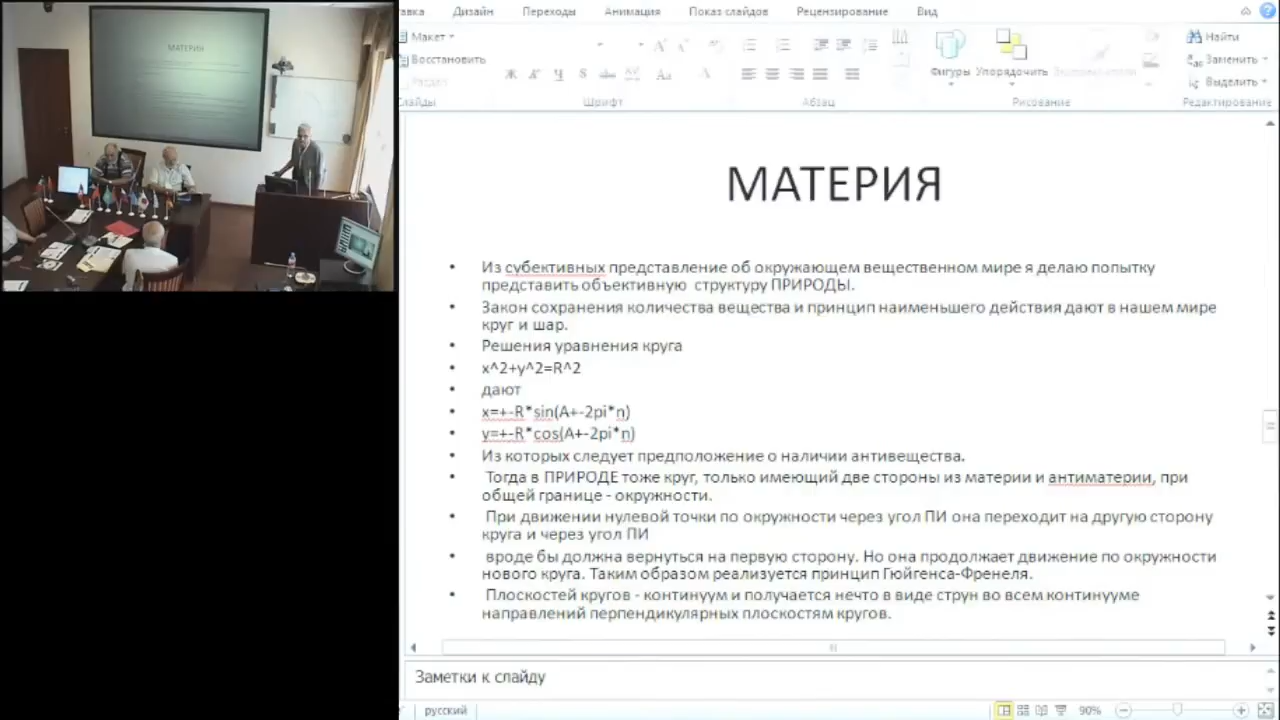 МАТЕРИЯ
авка Дизайн Переходы Анимация Показ слайдов Рецензирование Вид
Макет
Восстановить
Раздел
Слайды
Ж К Ч S abc AV Aa A
Шрифт
Абзац
Фигуры Упорядочить
Рисование
Найти
Заменить
Выделить
Редактирование
МАТЕРИЯ
• Из субективных представление об окружающем вещественном мире я делаю попытку
представить объективную структуру ПРИРОДЫ.
• Закон сохранения количества вещества и принцип наименьшего действия дают в нашем мире
круг и шар.
• Решения уравнения круга
• x^2+y^2=R^2
• дают
• x=+-R*sin(A+-2pi*n)
• y=+-R*cos(A+-2pi*n)
• Из которых следует предположение о наличии антивещества.
• Тогда в ПРИРОДЕ тоже круг, только имеющий две стороны из материи и антиматерии, при
общей границе - окружности.
• При движении нулевой точки по окружности через угол ПИ она переходит на другую сторону
круга и через угол ПИ
• вроде бы должна вернуться на первую сторону. Но она продолжает движение по окружности
нового круга. Таким образом реализуется принцип Гюйгенса-Френеля.
• Плоскостей кругов - континуум и получается нечто в виде струн во всем континууме
направлений перпендикулярных плоскостям кругов.
Заметки к слайду
русский
90%